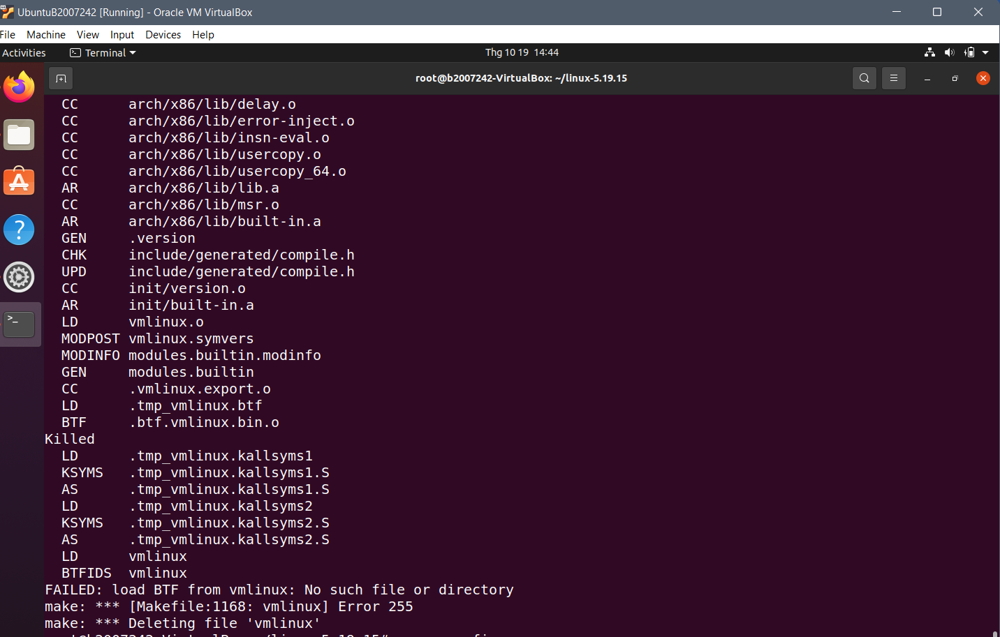 UbuntuB2007242 [Running] - Oracle VM VirtualBox
File Machine View Input Devices Help
Activities Terminal Thg 10 19 14:44
root@b2007242-VirtualBox: ~/linux-5.19.15
CC arch/x86/lib/delay.o
CC arch/x86/lib/error-inject.o
CC arch/x86/lib/insn-eval.o
CC arch/x86/lib/usercopy.o
CC arch/x86/lib/usercopy_64.o
AR arch/x86/lib/lib.a
CC arch/x86/lib/msr.o
AR arch/x86/lib/built-in.a
GEN .version
CHK include/generated/compile.h
UPD include/generated/compile.h
CC init/version.o
AR init/built-in.a
LD vmlinux.o
MODPOST vmlinux.symvers
MODINFO modules.builtin.modinfo
GEN modules.builtin
CC .vmlinux.export.o
LD .tmp_vmlinux.btf
BTF .btf.vmlinux.bin.o
Killed
LD .tmp_vmlinux.kallsyms1
KSYMS .tmp_vmlinux.kallsyms1.S
AS .tmp_vmlinux.kallsyms1.S
LD .tmp_vmlinux.kallsyms2
KSYMS .tmp_vmlinux.kallsyms2.S
AS .tmp_vmlinux.kallsyms2.S
LD vmlinux
BTFIDS vmlinux
FAILED: load BTF from vmlinux: No such file or directory
make: *** [Makefile:1168: vmlinux] Error 255
make: *** Deleting file 'vmlinux'